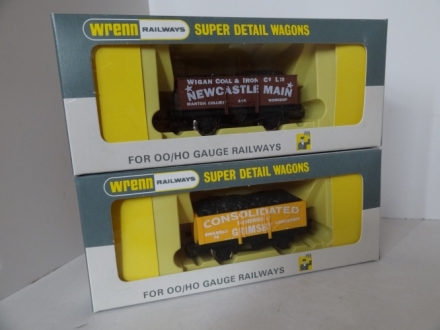 wrenn RAILWAYS SUPER DETAIL WAGONS
WIGAN COAL & IRON Co Ltd
NEWCASTLE MAIN
FOR OO/HO GAUGE RAILWAYS
wrenn RAILWAYS SUPER DETAIL WAGONS
CONSOLIDATED
GRIMSBY
FOR OO/HO GAUGE RAILWAYS